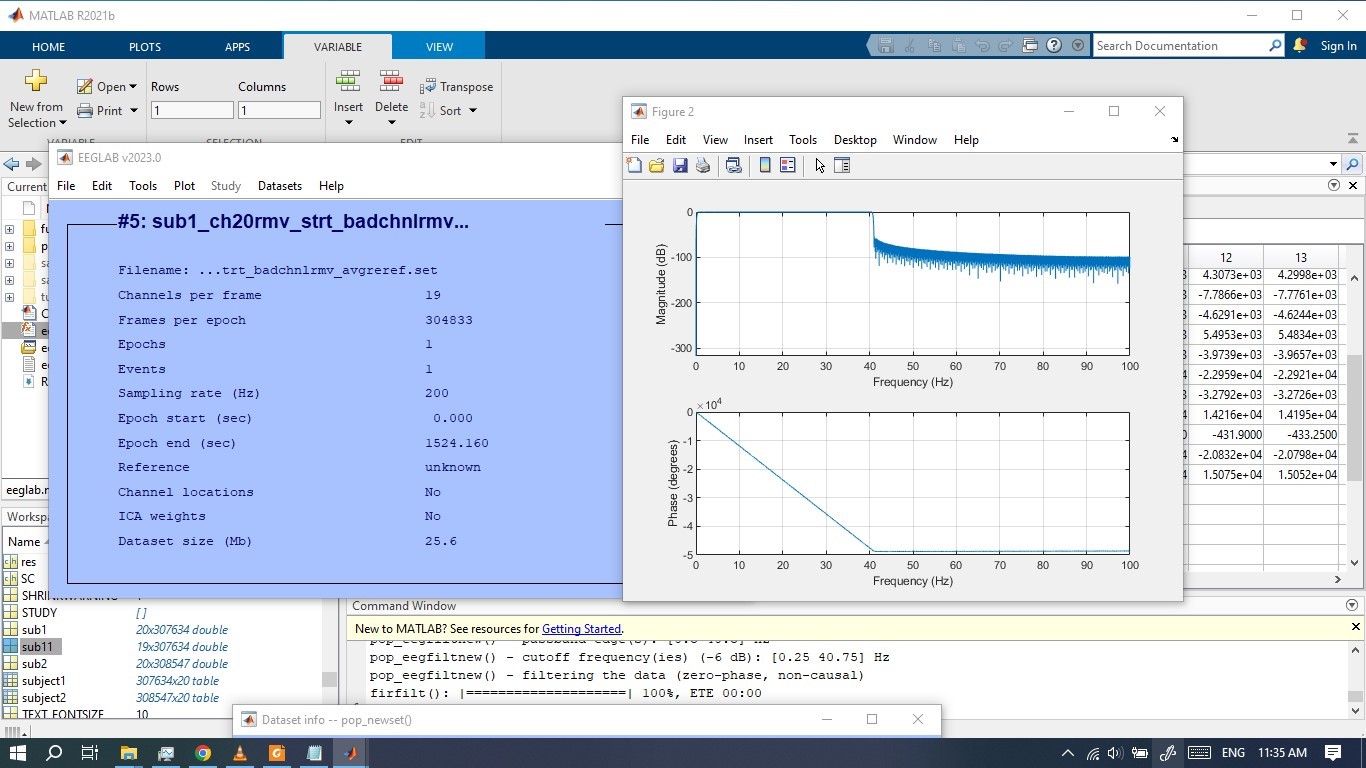 MATLAB R2021b
HOME PLOTS APPS VARIABLE VIEW Search Documentation Sign In
New from Selection Open Rows Columns Insert Delete Transpose
Print 1 1 Sort
EEGLAB v2023.0
File Edit Tools Plot Study Datasets Help
#5: sub1_ch20rmv_strt_badchnlrmv...
Filename: ...trt_badchnlrmv_avgreref.set
Channels per frame 19
Frames per epoch 304833
Epochs 1
Events 1
Sampling rate (Hz) 200
Epoch start (sec) 0.000
Epoch end (sec) 1524.160
Reference unknown
Channel locations No
ICA weights No
Dataset size (Mb) 25.6
Figure 2
File Edit View Insert Tools Desktop Window Help
Magnitude (dB)
0
-100
-200
-300
0 10 20 30 40 50 60 70 80 90 100
Frequency (Hz)
×10^4
Phase (degrees)
0
-1
-2
-3
-4
-5
0 10 20 30 40 50 60 70 80 90 100
Frequency (Hz)
12 13
4.3073e+03 4.2998e+03
-7.7866e+03 -7.7761e+03
-4.6291e+03 -4.6244e+03
5.4953e+03 5.4834e+03
-3.9739e+03 -3.9657e+03
-2.2959e+04 -2.2921e+04
-3.2792e+03 -3.2726e+03
1.4216e+04 1.4195e+04
-431.9000 -433.2500
-2.0832e+04 -2.0798e+04
1.5075e+04 1.5052e+04
Current
eeglab.
Worksp
Name
res
SC
SHRINKWARNING
STUDY []
sub1 20x307634 double
sub11 19x307634 double
sub2 20x308547 double
subject1 307634x20 table
subject2 308547x20 table
TEXT_FONTSIZE 10
Command Window
New to MATLAB? See resources for Getting Started.
pop_eegfiltnew() - cutoff frequency(ies) (-6 dB): [0.25 40.75] Hz
pop_eegfiltnew() - filtering the data (zero-phase, non-causal)
firfilt(): |====================| 100%, ETE 00:00
Dataset info -- pop_newset()
ENG 11:35 AM